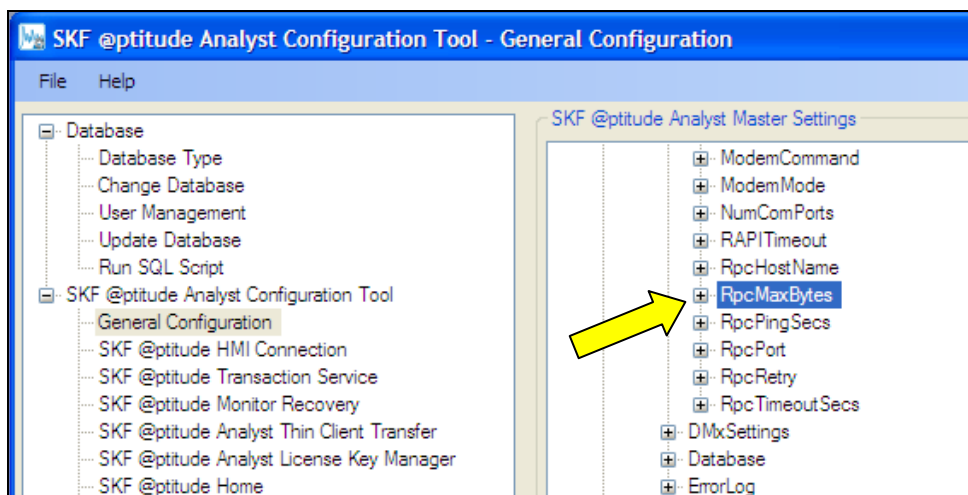 SKF @ptitude Analyst Configuration Tool - General Configuration
File Help
Database
Database Type
Change Database
User Management
Update Database
Run SQL Script
SKF @ptitude Analyst Configuration Tool
General Configuration
SKF @ptitude HMI Connection
SKF @ptitude Transaction Service
SKF @ptitude Monitor Recovery
SKF @ptitude Analyst Thin Client Transfer
SKF @ptitude Analyst License Key Manager
SKF @ptitude Home
SKF @ptitude Analyst Master Settings
ModemCommand
ModemMode
NumComPorts
RAPITimeout
RpcHostName
RpcMaxBytes
RpcPingSecs
RpcPort
RpcRetry
RpcTimeoutSecs
DMxSettings
Database
ErrorLog